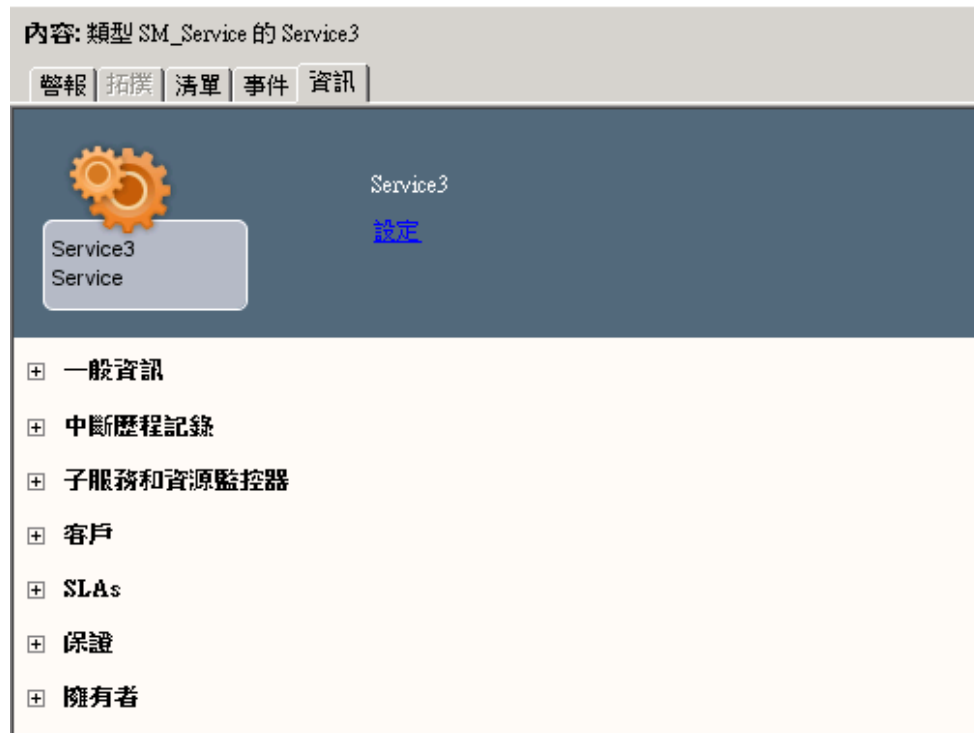 內容: 類型 SM_Service 的 Service3
警報 拓撲 清單 事件 資訊
Service3
設定
Service3
Service
一般資訊
中斷歷程記錄
子服務和資源監控器
客戶
SLAs
保證
擁有者